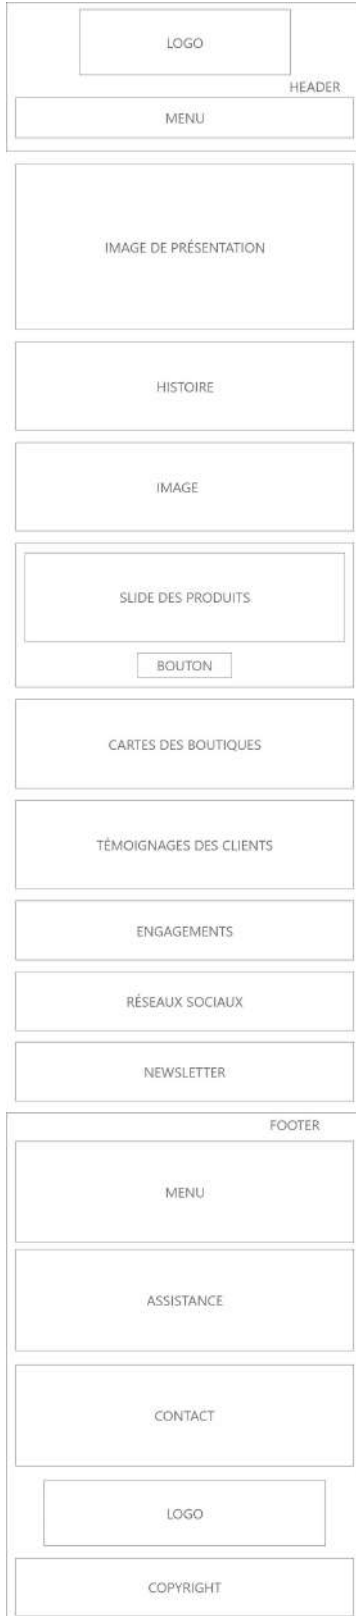 LOGO
HEADER
MENU
IMAGE DE PRÉSENTATION
HISTOIRE
IMAGE
SLIDE DES PRODUITS
BOUTON
CARTES DES BOUTIQUES
TÉMOIGNAGES DES CLIENTS
ENGAGEMENTS
RÉSEAUX SOCIAUX
NEWSLETTER
FOOTER
MENU
ASSISTANCE
CONTACT
LOGO
COPYRIGHT